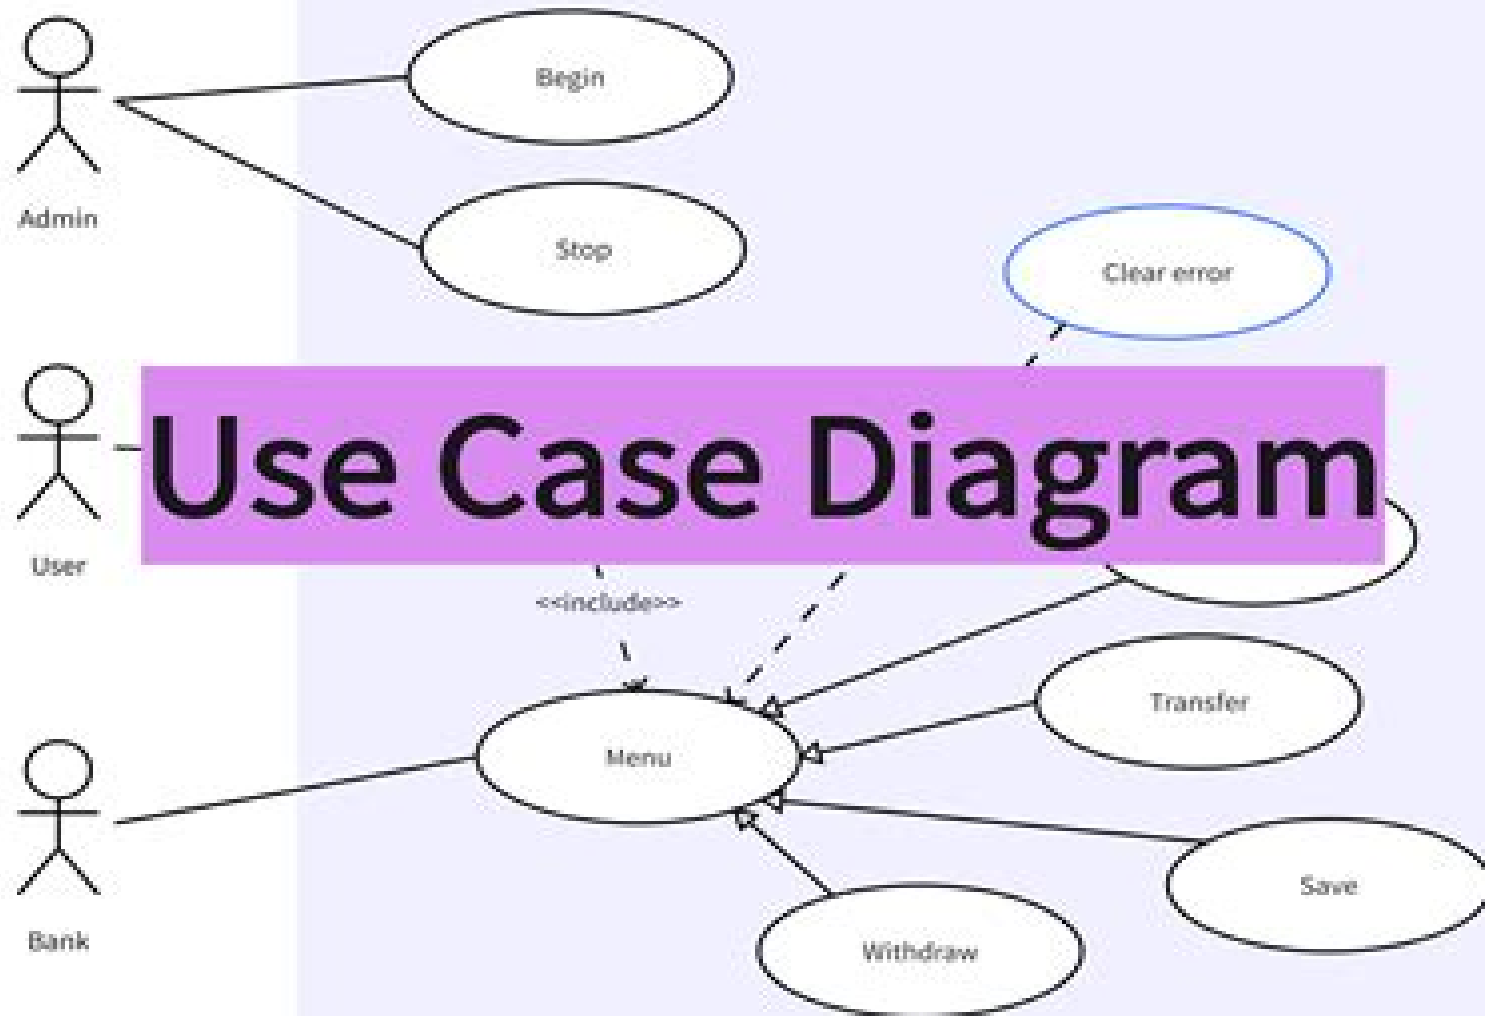 Begin
Admin
Stop
Clear error
Use Case Diagram
User
<<include>>
Transfer
Menu
Save
Bank
Withdraw